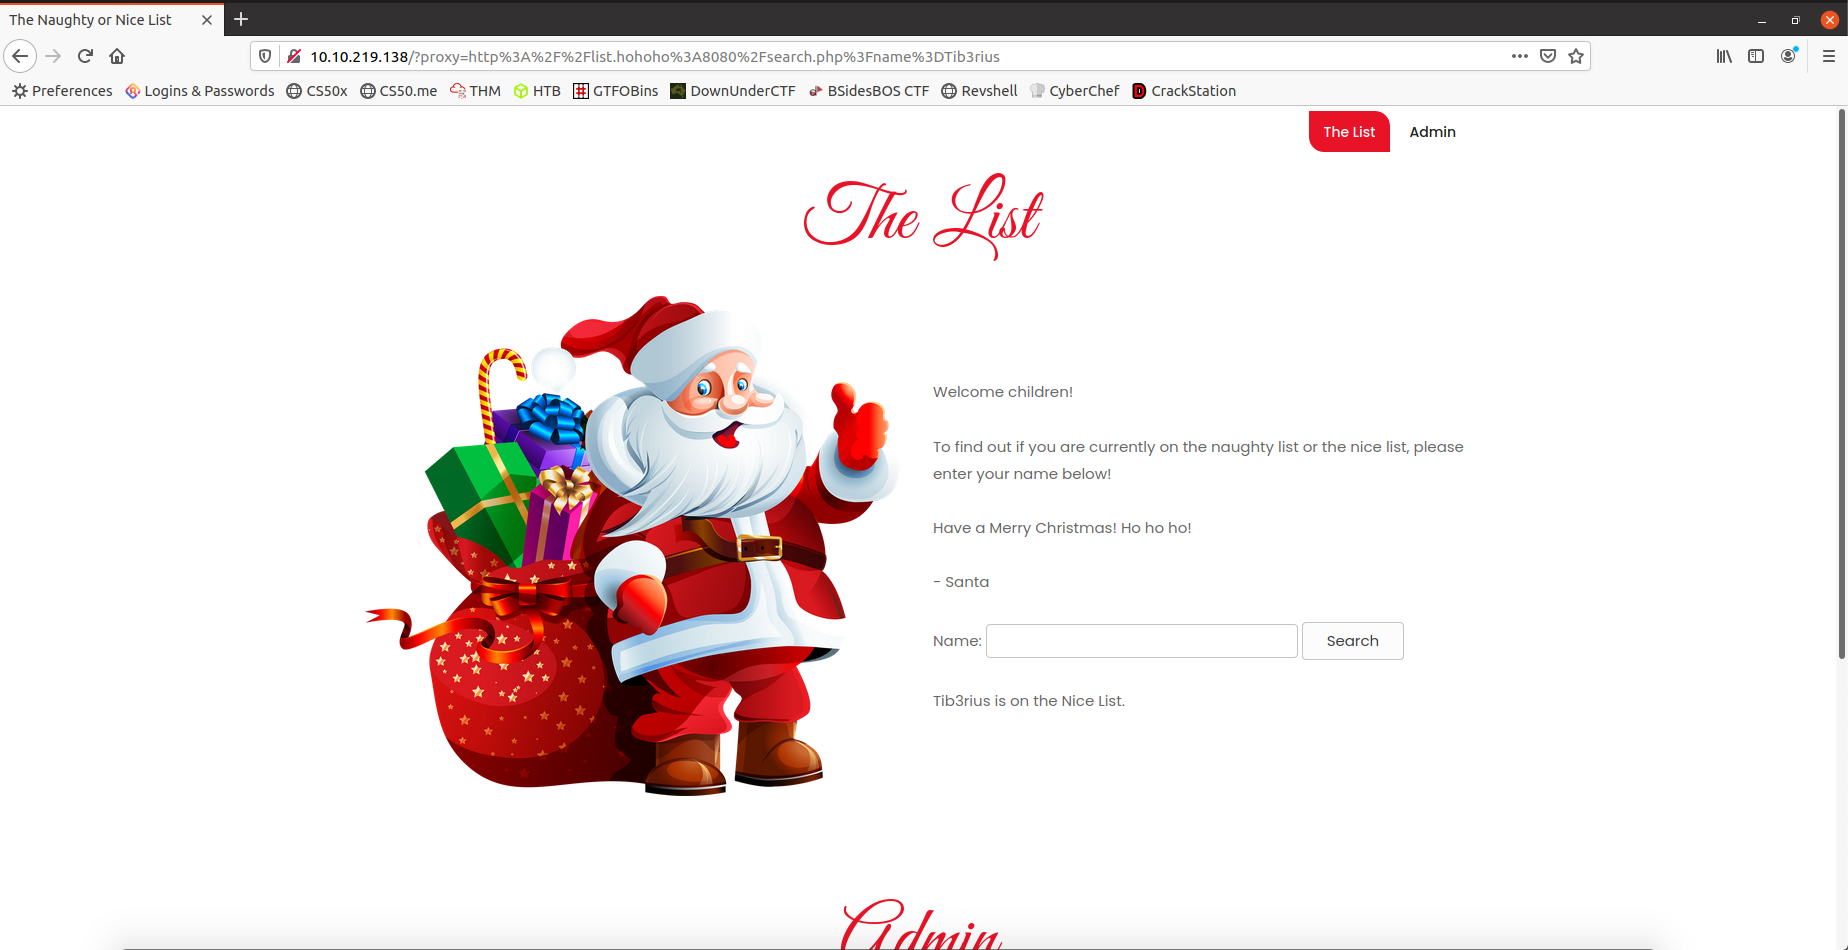 The Naughty or Nice List
10.10.219.138/?proxy=http%3A%2F%2Flist.hohoho%3A8080%2Fsearch.php%3Fname%3DTib3rius
Preferences Logins & Passwords CS50x CS50.me THM HTB GTFOBins DownUnderCTF BSidesBOS CTF Revshell CyberChef CrackStation
The List Admin
The List
Welcome children!
To find out if you are currently on the naughty list or the nice list, please
enter your name below!
Have a Merry Christmas! Ho ho ho!
- Santa
Name: Search
Tib3rius is on the Nice List.
Admin